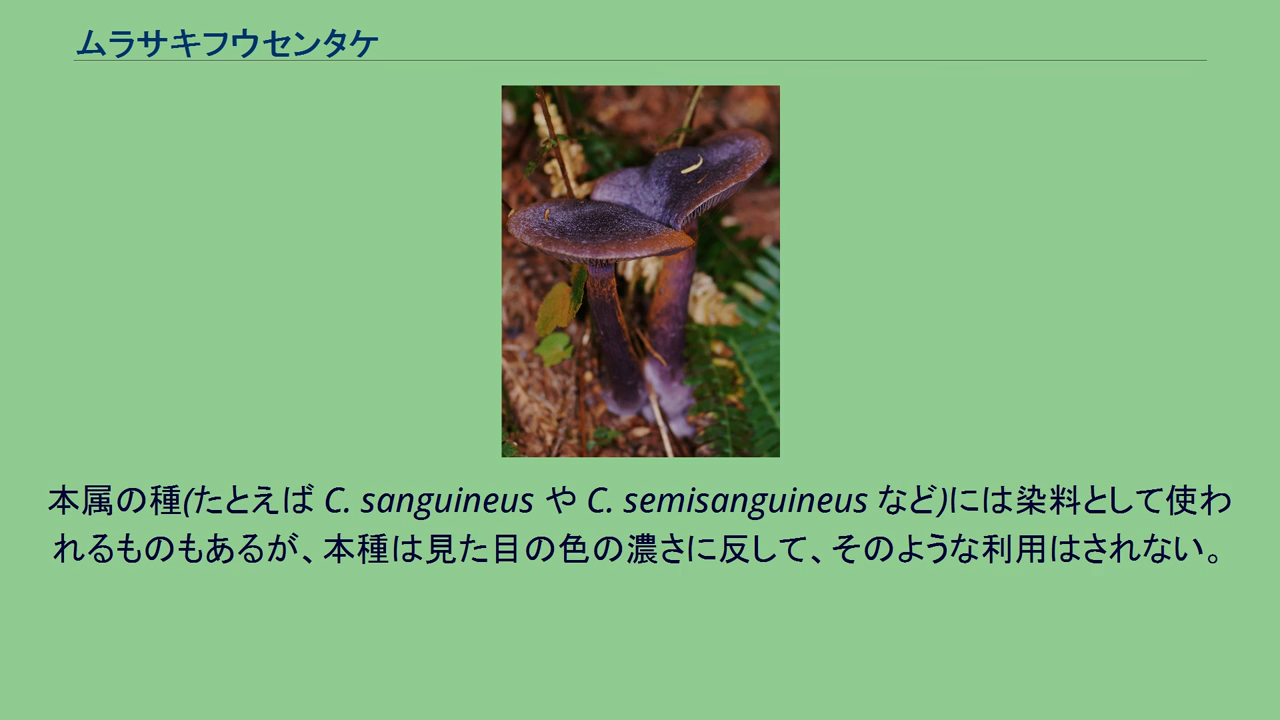 ムラサキフウセンタケ
本属の種(たとえば C. sanguineus や C. semisanguineus など)には染料として使わ
れるものもあるが、本種は見た目の色の濃さに反して、そのような利用はされない。